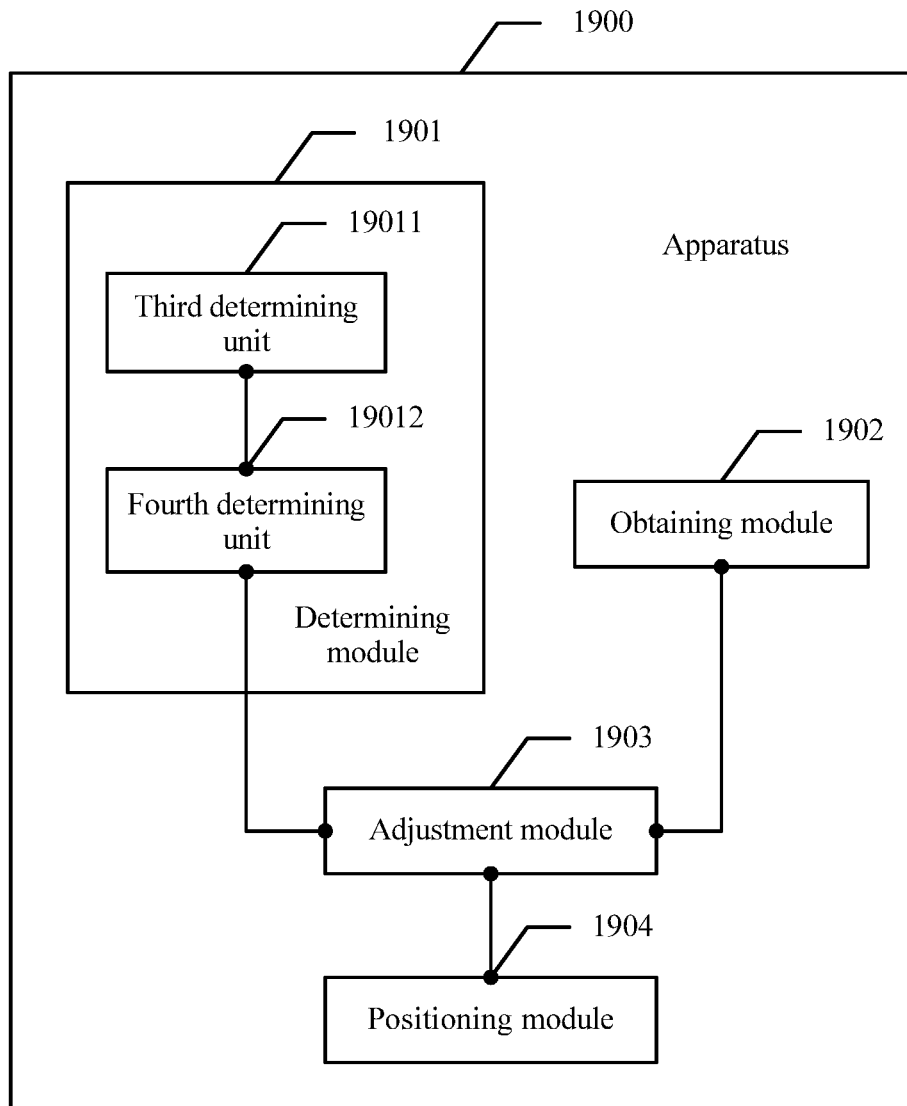 1900
1901
19011
Apparatus
Third determining
unit
19012
1902
Fourth determining
unit
Obtaining module
Determining
module
1903
Adjustment module
1904
Positioning module